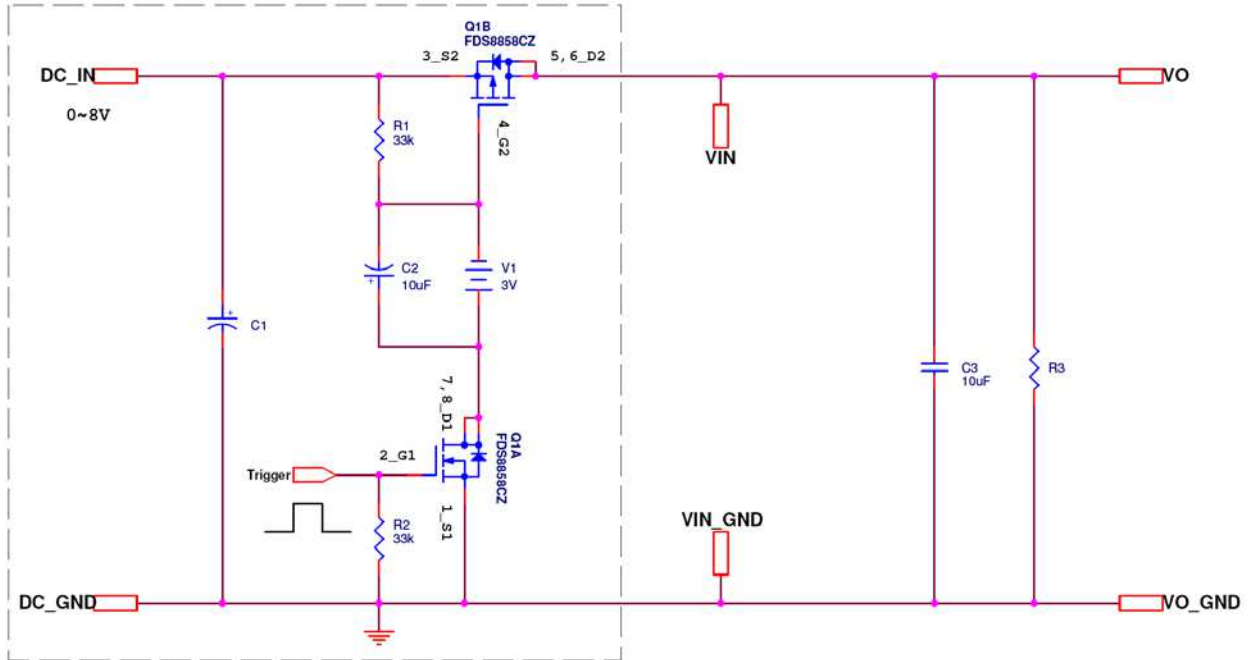 Q1B
FDS8858CZ
3_S2
5,6_D2
DC_IN
VO
0~8V
R1
33k
4_G2
VIN
C2
10uF
V1
3V
C1
C3
10uF
R3
7,8_D1
Q1A
FDS8858CZ
2_G1
Trigger
1_S1
R2
33k
VIN_GND
DC_GND
VO_GND
+
+